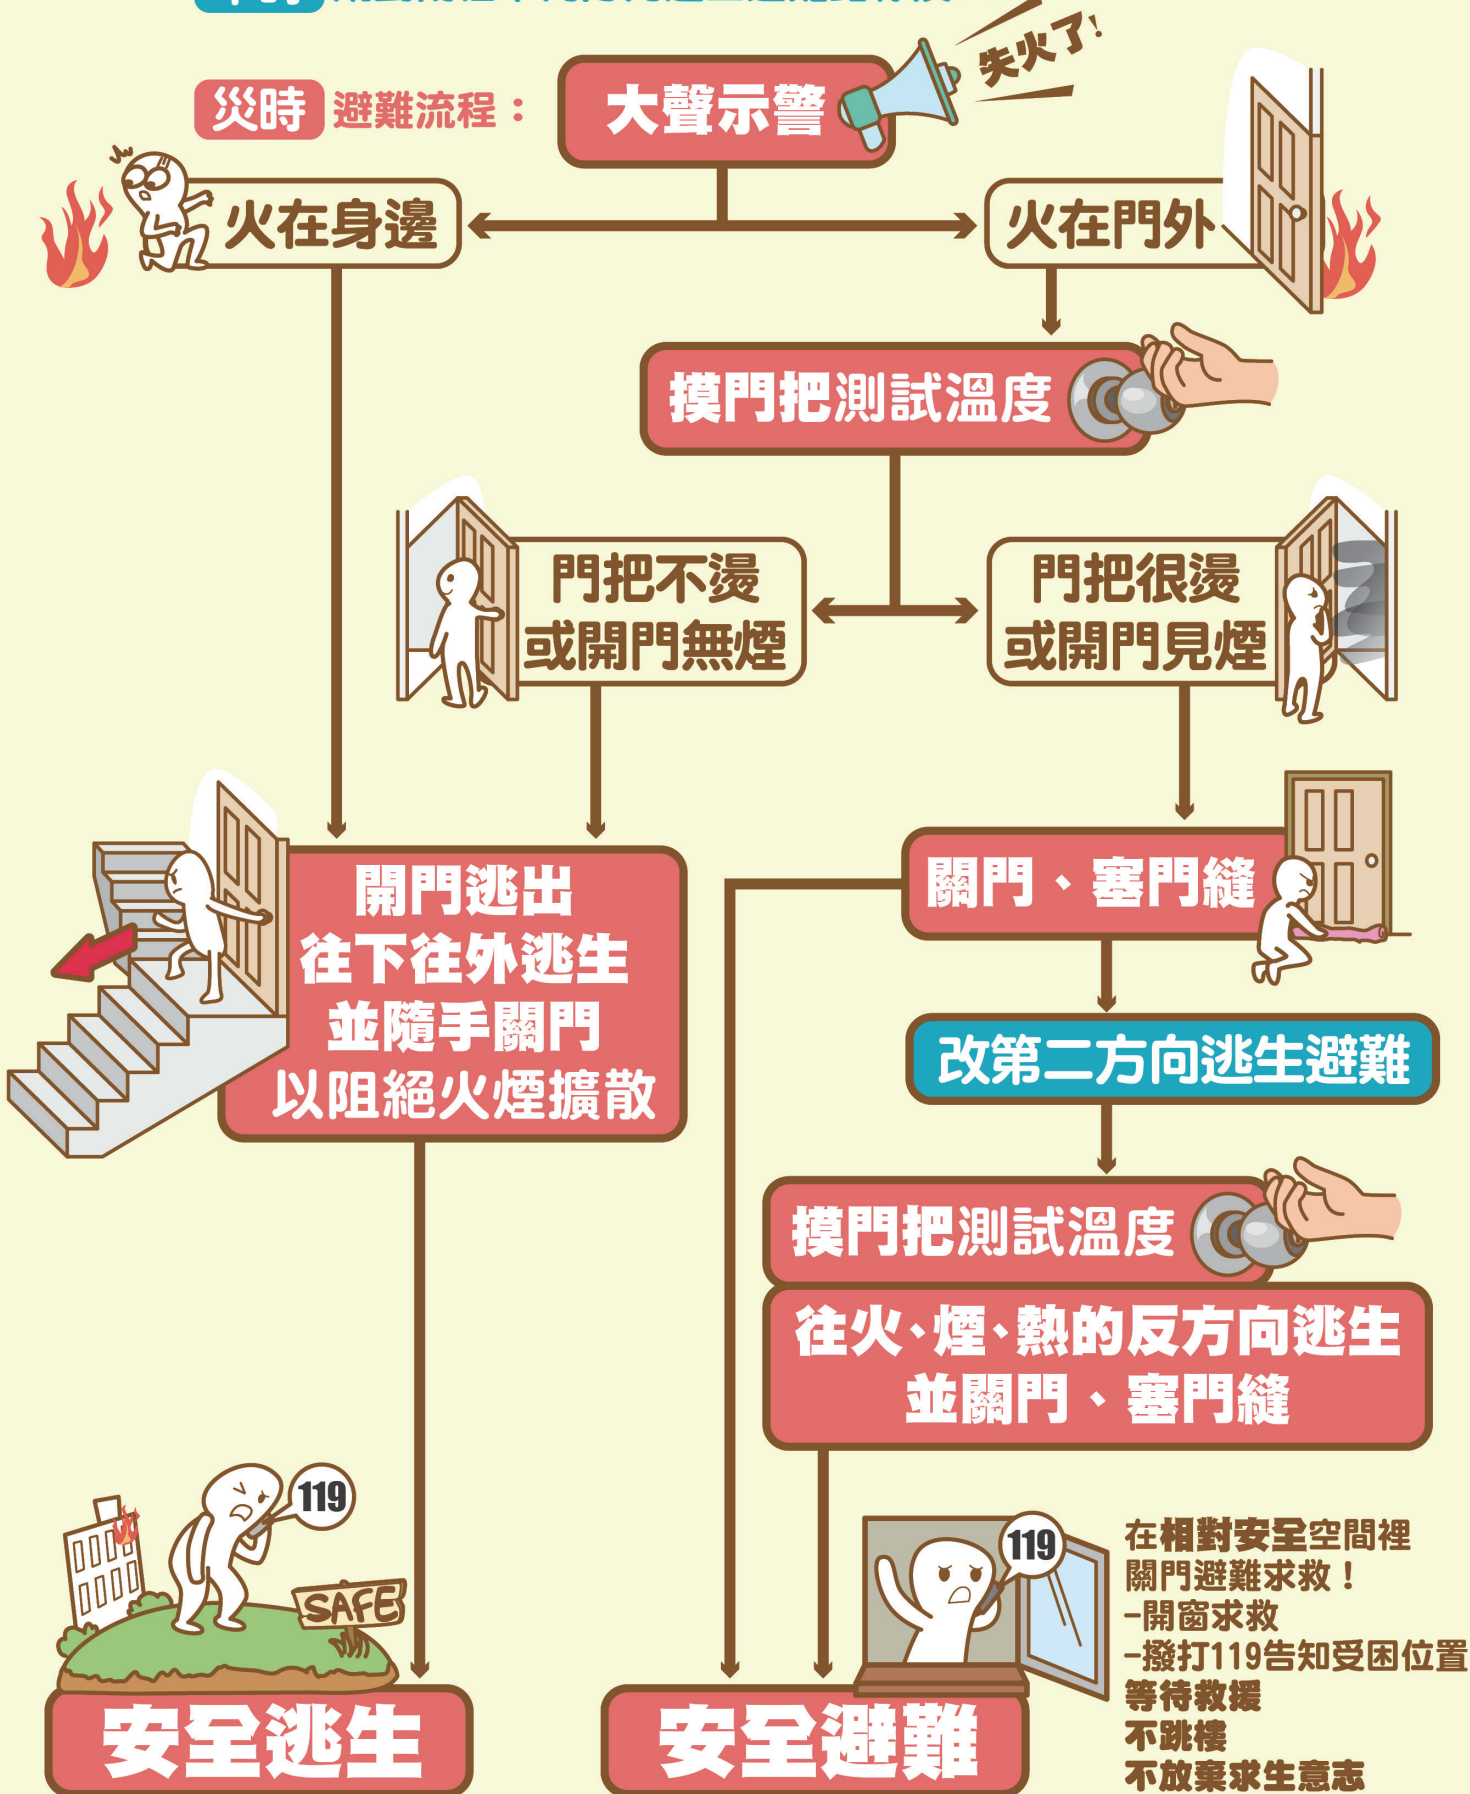 失火了!
災時 避難流程：
大聲示警
火在身邊
火在門外
摸門把測試溫度
門把不燙
或開門無煙
門把很燙
或開門見煙
開門逃出
往下往外逃生
並隨手關門
以阻絕火煙擴散
關門、塞門縫
改第二方向逃生避難
摸門把測試溫度
往火、煙、熱的反方向逃生
並關門、塞門縫
119
SAFE
安全逃生
119
安全避難
在相對安全空間裡
關門避難求救！
-開窗求救
-撥打119告知受困位置
等待救援
不跳樓
不放棄求生意志